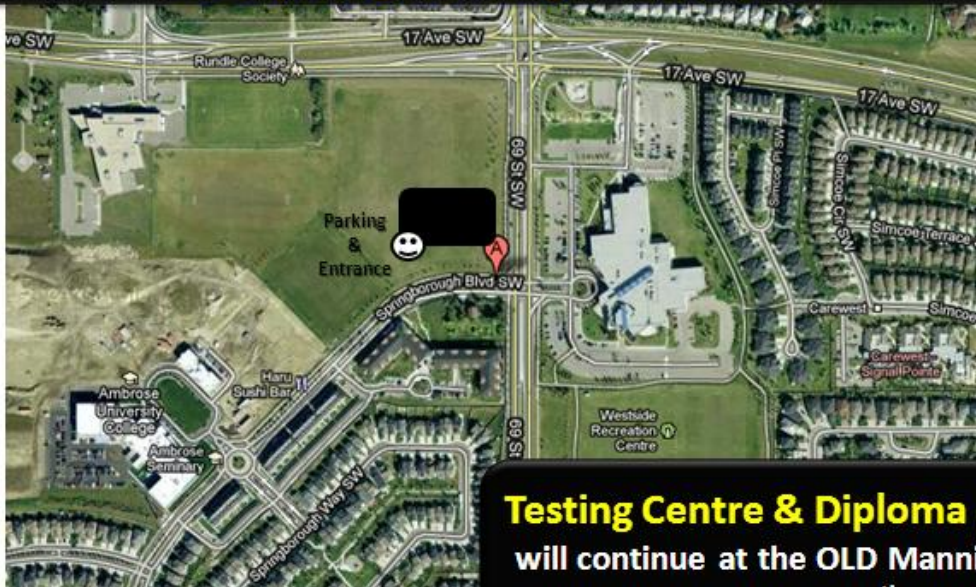 ve SW
17 Ave SW
Rundle College
Society
17 Ave SW
17 Ave SW
69 St SW
Simcoe Pl SW
Simcoe Cir SW
Simcoe Terrace
Parking
&
Entrance
A
Springborough Blvd SW
Carewest
Simcoe
Carewest-
Signal Pointe
Haru
Sushi Bar
Ambrose
University
College
Ambrose
Seminary
Westside
Recreation
Centre
69 St
Springborough Way SW
Testing Centre & Diploma
will continue at the OLD Manni